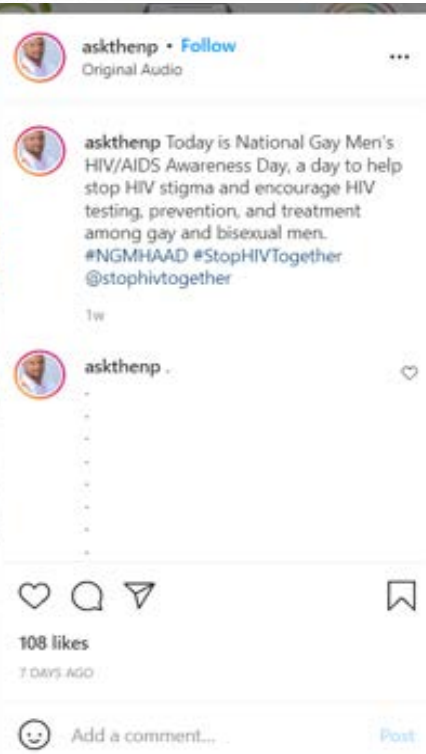 askthenp • Follow
Original Audio
askthenp Today is National Gay Men's
HIV/AIDS Awareness Day, a day to help
stop HIV stigma and encourage HIV
testing, prevention, and treatment
among gay and bisexual men.
#NGMHAAD #StopHIVTogether
@stophivtogether
1w
askthenp .
.
.
.
.
.
.
.
.
108 likes
7 DAYS AGO
Add a comment...
Post